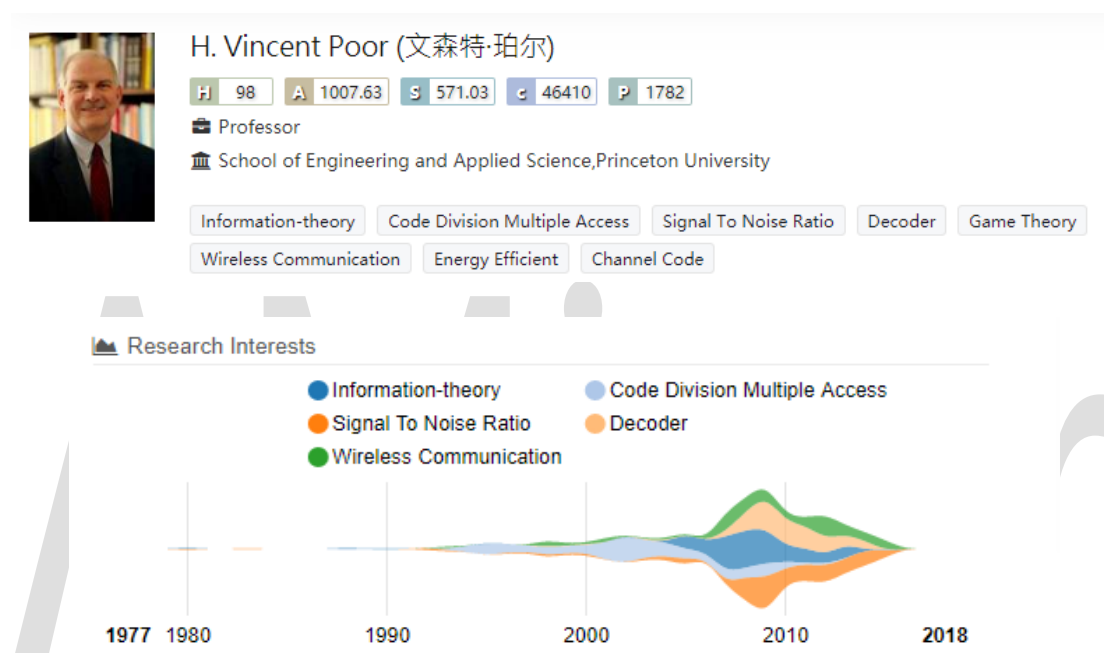 H. Vincent Poor (文森特·珀尔)
H 98 A 1007.63 S 571.03 c 46410 P 1782
Professor
School of Engineering and Applied Science,Princeton University
Information-theory Code Division Multiple Access Signal To Noise Ratio Decoder Game Theory
Wireless Communication Energy Efficient Channel Code
Research Interests
Information-theory Code Division Multiple Access
Signal To Noise Ratio Decoder
Wireless Communication
1977 1980 1990 2000 2010 2018